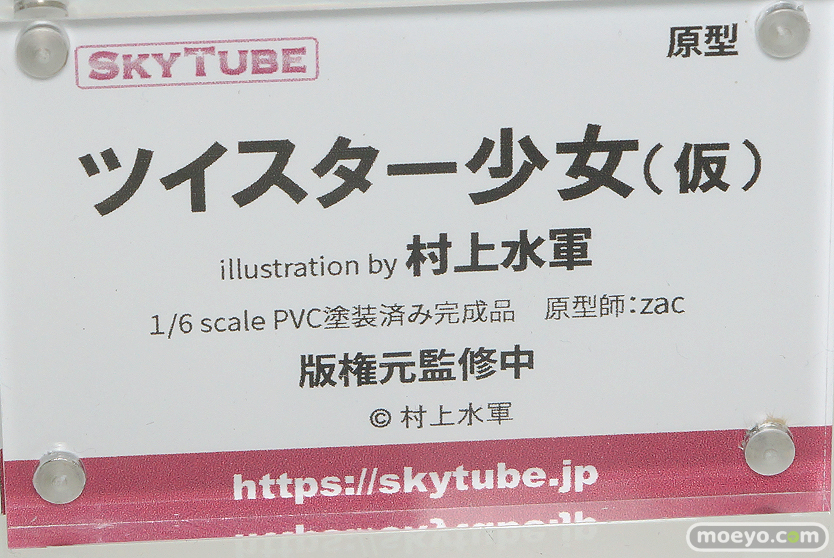 SKYTUBE
原型
ツイスター少女(仮)
illustration by 村上水軍
1/6 scale PVC塗装済み完成品　原型師:zac
版権元監修中
© 村上水軍
https://skytube.jp
moeyo.com